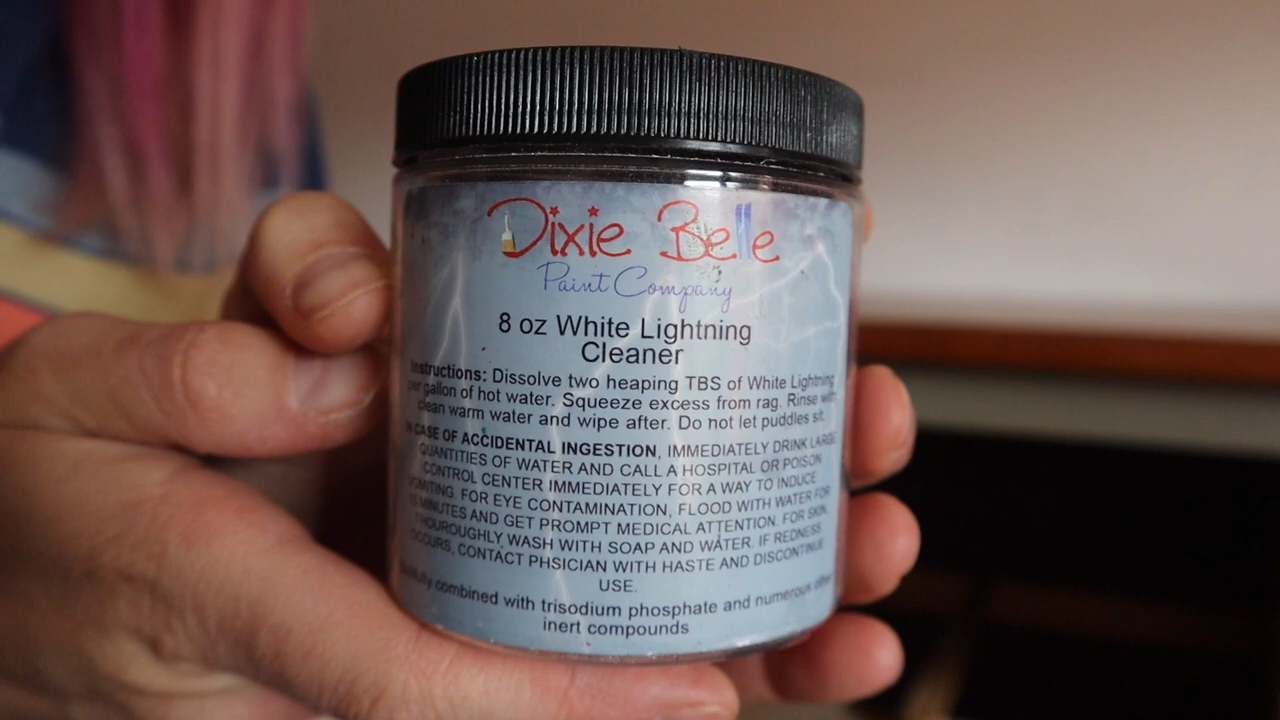 Dixie Belle
Paint Company
8 oz White Lightning
Cleaner
Instructions: Dissolve two heaping TBS of White Lightning
per gallon of hot water. Squeeze excess from rag. Rinse with
clean warm water and wipe after. Do not let puddles sit.
IN CASE OF ACCIDENTAL INGESTION, IMMEDIATELY DRINK LARGE
QUANTITIES OF WATER AND CALL A HOSPITAL OR POISON
CONTROL CENTER IMMEDIATELY FOR A WAY TO INDUCE
VOMITING. FOR EYE CONTAMINATION, FLOOD WITH WATER FOR
15 MINUTES AND GET PROMPT MEDICAL ATTENTION. FOR SKIN,
THOUROUGHLY WASH WITH SOAP AND WATER. IF REDNESS
OCCURS, CONTACT PHSICIAN WITH HASTE AND DISCONTINUE
USE.
combined with trisodium phosphate and numerous other
inert compounds